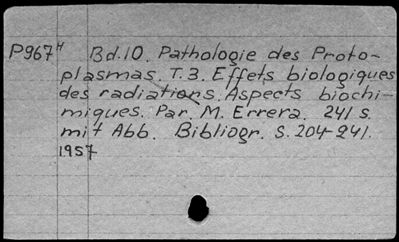 P967H Bd.10. Pathologie des Proto-
plasmas. T.3. Effets biologiques
des radiations. Aspects biochi-
miques. Par. M. Errera. 241 s.
mit Abb. Bibliogr. S. 204-241.
1957